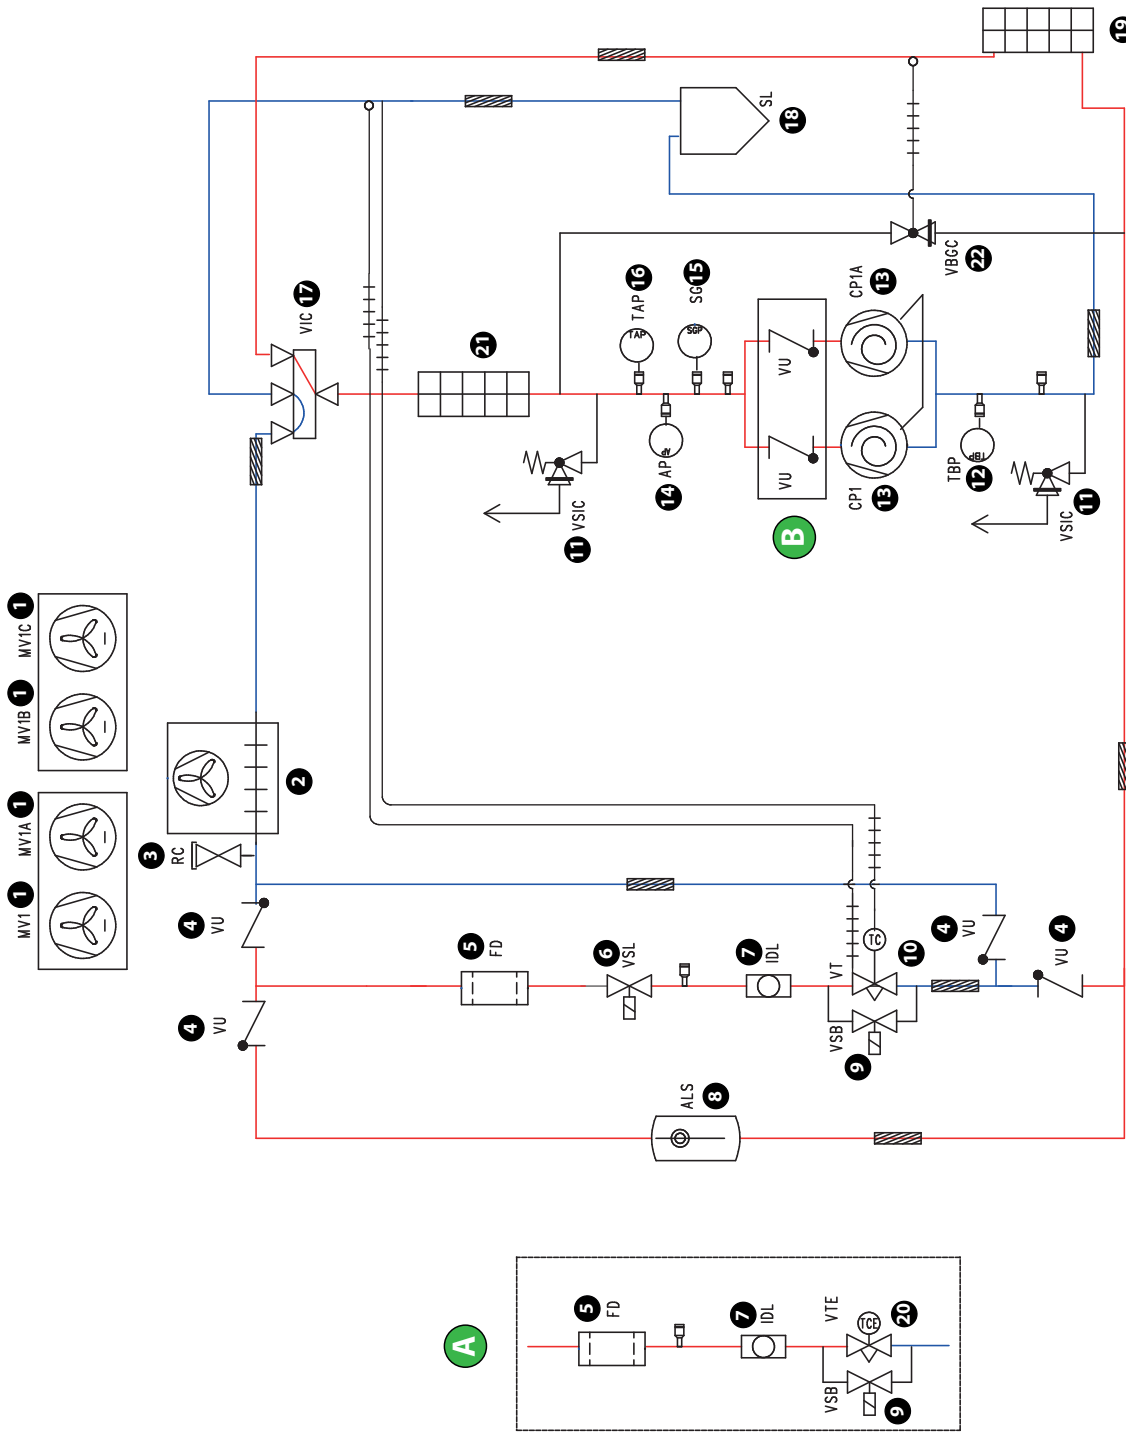 MV1 1
MV1A 1
MV1B 1
MV1C 1
2
3 RC
4 VU
4 VU
5 FD
6 VSL
7 IDL
VT 10
TC
VSB 9
4 VU
4 VU
ALS 8
VIC 17
21
11 VSIC
14 AP
AP
TAP 16
TAP
SG 15
SGP
VU
VU
B
CP1 13
CP1A 13
TBP 12
TBP
VSIC 11
VBGC 22
SL 18
19
A
5 FD
7 IDL
VTE 20
TCE
VSB 9